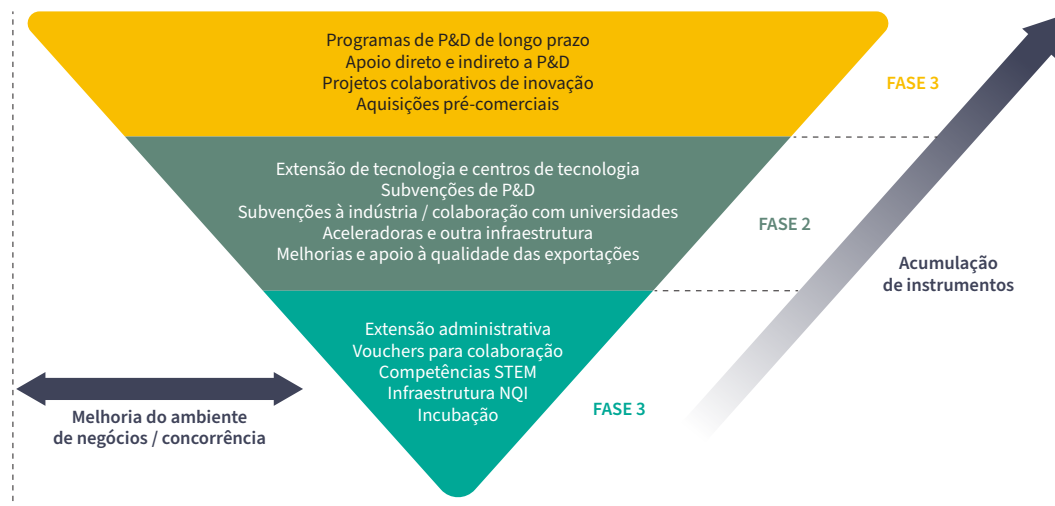 Programas de P&D de longo prazo
Apoio direto e indireto a P&D
Projetos colaborativos de inovação
Aquisições pré-comerciais
FASE 3
Extensão de tecnologia e centros de tecnologia
Subvenções de P&D
Subvenções à indústria / colaboração com universidades
Aceleradoras e outra infraestrutura
Melhorias e apoio à qualidade das exportações
FASE 2
Acumulação
de instrumentos
Extensão administrativa
Vouchers para colaboração
Competências STEM
Infraestrutura NQI
Incubação
FASE 3
Melhoria do ambiente
de negócios / concorrência